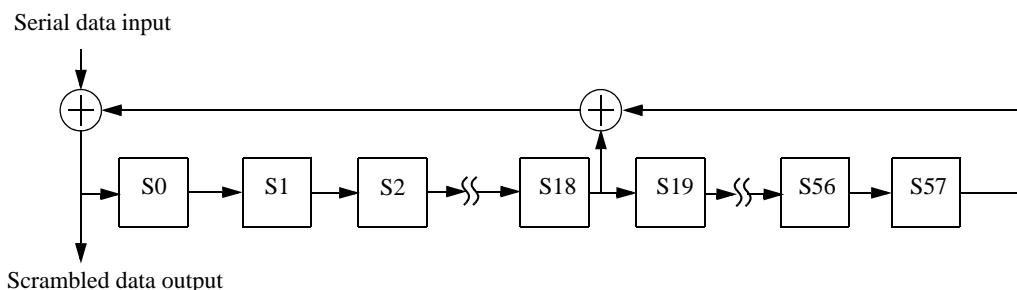 Serial data input
S0 S1 S2 S18 S19 S56 S57
Scrambled data output